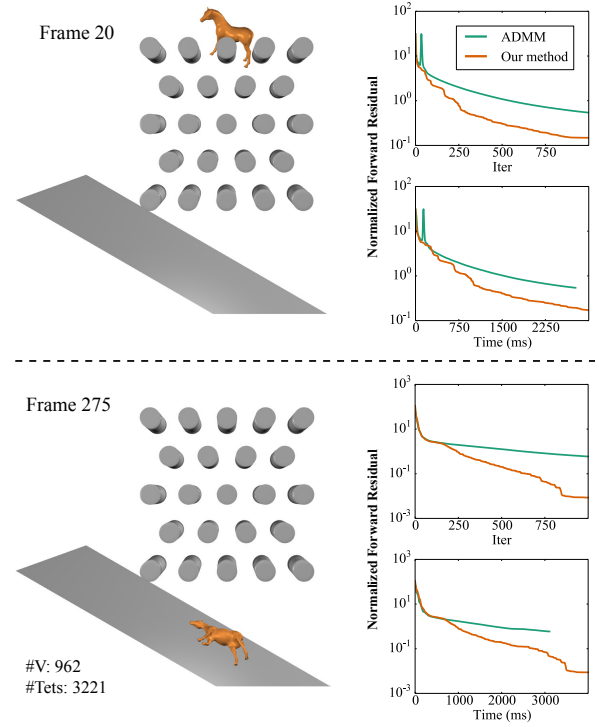 Frame 20
ADMM
Our method
Normalized Forward Residual
10^2
10^1
10^0
10^-1
0 250 500 750
Iter
10^2
10^1
10^0
10^-1
0 750 1500 2250
Time (ms)
Frame 275
#V: 962
#Tets: 3221
Normalized Forward Residual
10^3
10^1
10^-1
10^-3
0 250 500 750
Iter
10^3
10^1
10^-1
10^-3
0 1000 2000 3000
Time (ms)